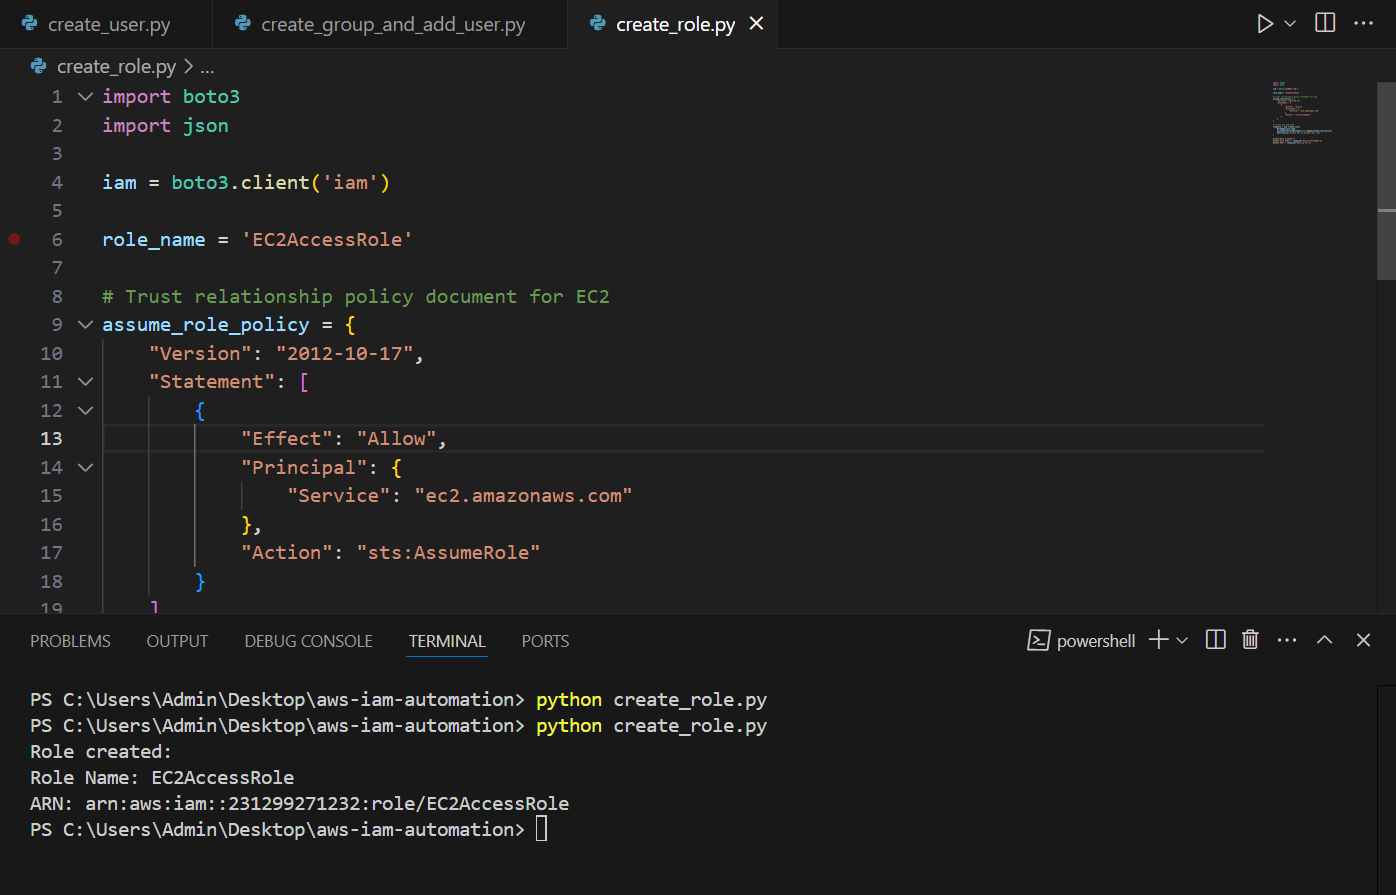 create_user.py create_group_and_add_user.py create_role.py
create_role.py > ...
1 import boto3
2 import json
3
4 iam = boto3.client('iam')
5
6 role_name = 'EC2AccessRole'
7
8 # Trust relationship policy document for EC2
9 assume_role_policy = {
10 "Version": "2012-10-17",
11 "Statement": [
12 {
13 "Effect": "Allow",
14 "Principal": {
15 "Service": "ec2.amazonaws.com"
16 },
17 "Action": "sts:AssumeRole"
18 }
19 ]
PROBLEMS OUTPUT DEBUG CONSOLE TERMINAL PORTS powershell
PS C:\Users\Admin\Desktop\aws-iam-automation> python create_role.py
PS C:\Users\Admin\Desktop\aws-iam-automation> python create_role.py
Role created:
Role Name: EC2AccessRole
ARN: arn:aws:iam::231299271232:role/EC2AccessRole
PS C:\Users\Admin\Desktop\aws-iam-automation>